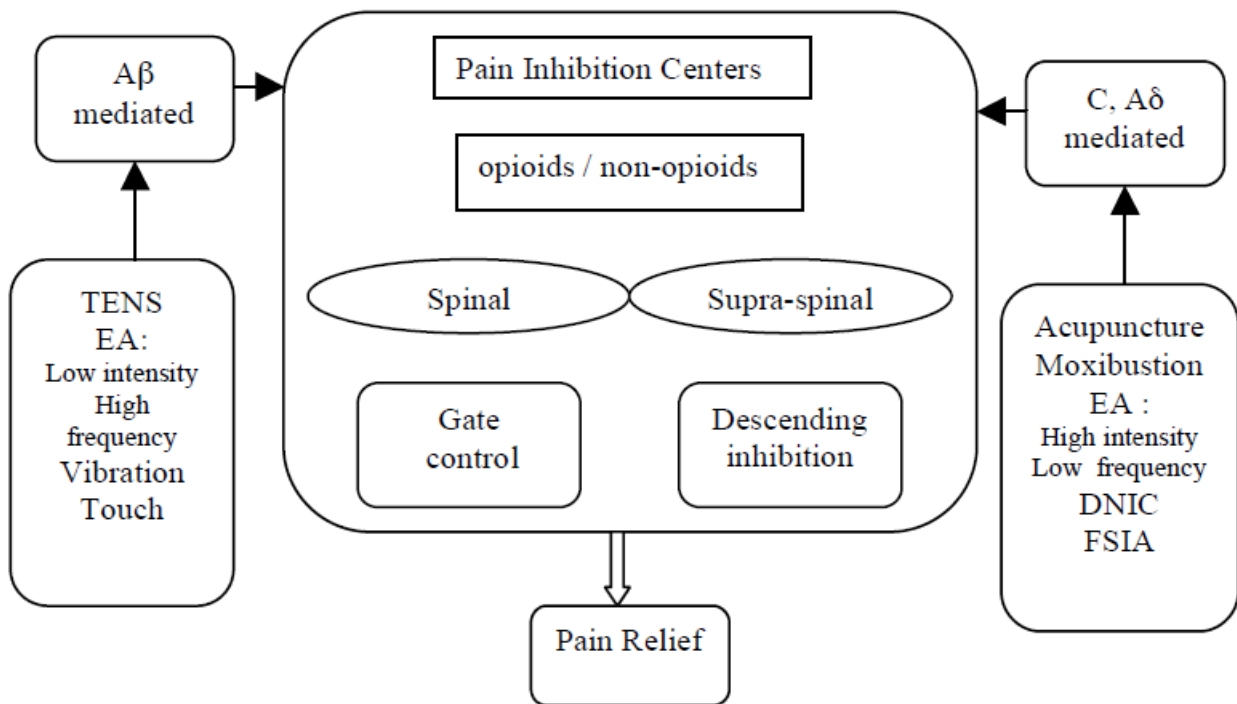 Aβ
mediated
TENS
EA:
Low intensity
High
frequency
Vibration
Touch
Pain Inhibition Centers
opioids / non-opioids
Spinal
Supra-spinal
Gate
control
Descending
inhibition
Pain Relief
C, Aδ
mediated
Acupuncture
Moxibustion
EA :
High intensity
Low frequency
DNIC
FSIA